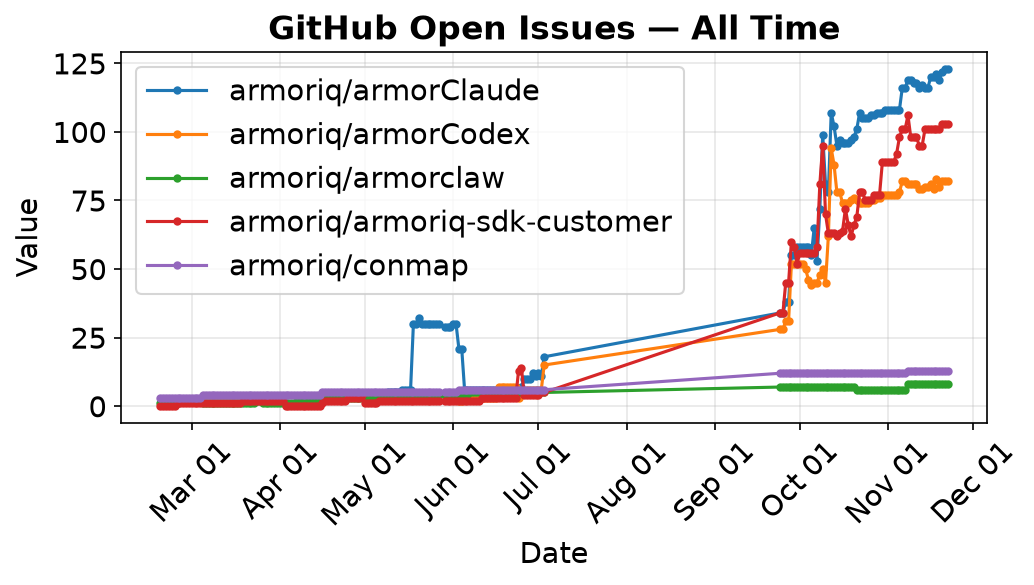 GitHub Open Issues — All Time
armoriq/armorClaude
armoriq/armorCodex
armoriq/armorclaw
armoriq/armoriq-sdk-customer
armoriq/conmap
Value
125
100
75
50
25
0
Mar 01
Apr 01
May 01
Jun 01
Jul 01
Aug 01
Sep 01
Oct 01
Nov 01
Dec 01
Date